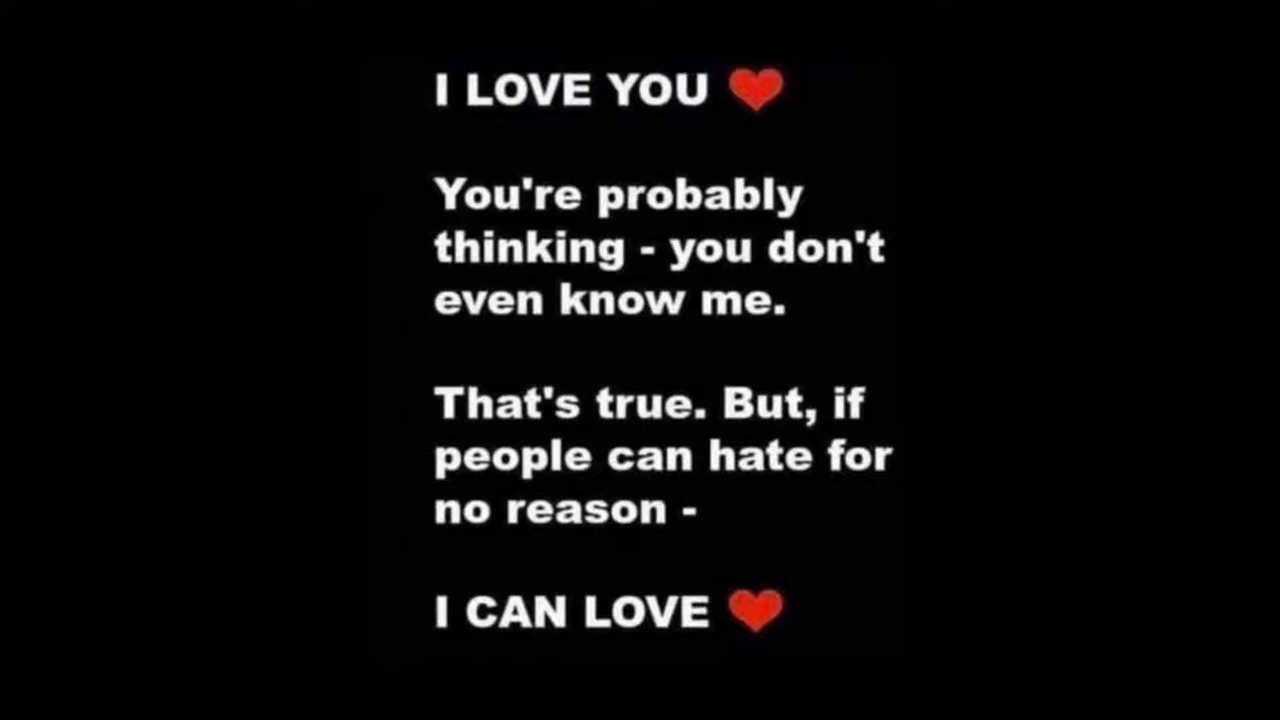 I LOVE YOU ❤
You're probably
thinking - you don't
even know me.
That's true. But, if
people can hate for
no reason -
I CAN LOVE ❤